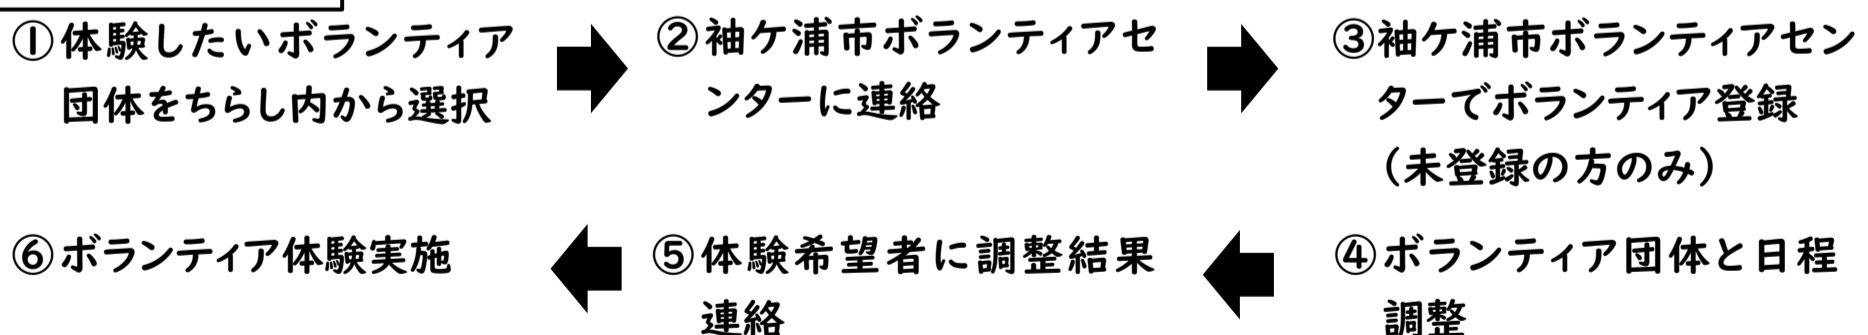 ①体験したいボランティア
団体をちらし内から選択
②袖ケ浦市ボランティアセ
ンターに連絡
③袖ケ浦市ボランティアセン
ターでボランティア登録
（未登録の方のみ）
④ボランティア団体と日程
調整
⑤体験希望者に調整結果
連絡
⑥ボランティア体験実施